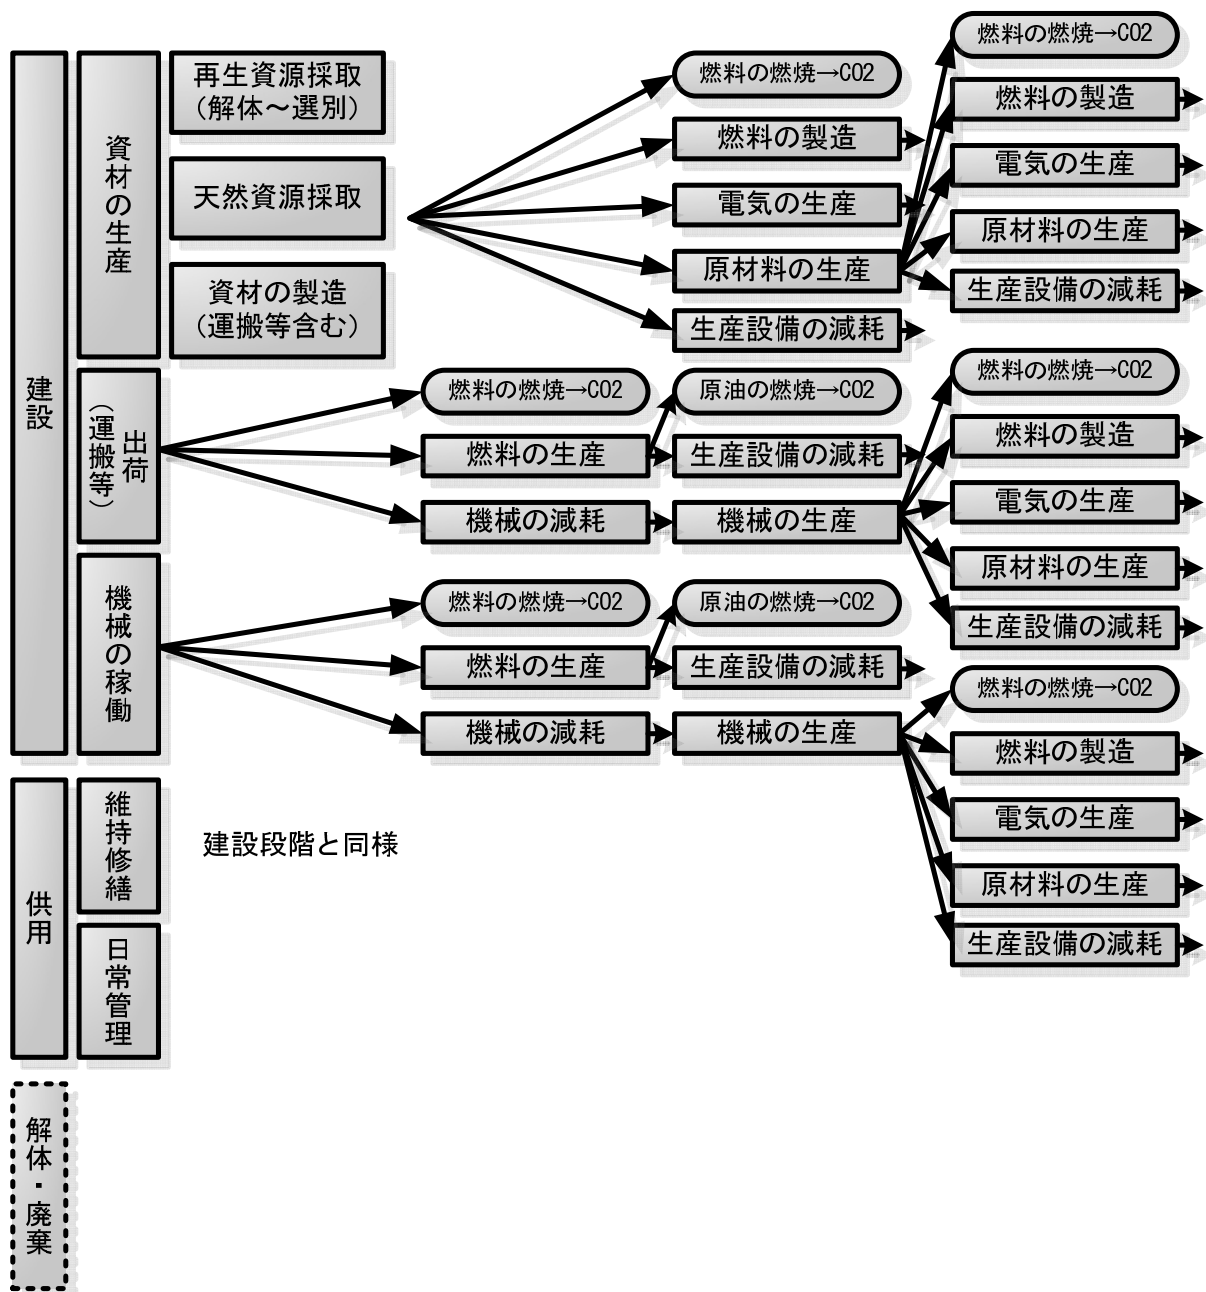 建設
資材の生産
再生資源採取
（解体～選別）
天然資源採取
資材の製造
（運搬等含む）
燃料の燃焼→CO2
燃料の製造
電気の生産
原材料の生産
生産設備の減耗
燃料の燃焼→CO2
燃料の製造
電気の生産
原材料の生産
生産設備の減耗
出荷
（運搬等）
燃料の燃焼→CO2
燃料の生産
機械の減耗
原油の燃焼→CO2
生産設備の減耗
機械の生産
燃料の燃焼→CO2
燃料の製造
電気の生産
原材料の生産
生産設備の減耗
機械の稼働
燃料の燃焼→CO2
燃料の生産
機械の減耗
原油の燃焼→CO2
生産設備の減耗
機械の生産
燃料の燃焼→CO2
燃料の製造
電気の生産
原材料の生産
生産設備の減耗
供用
維持修繕
建設段階と同様
日常管理
解体・廃棄